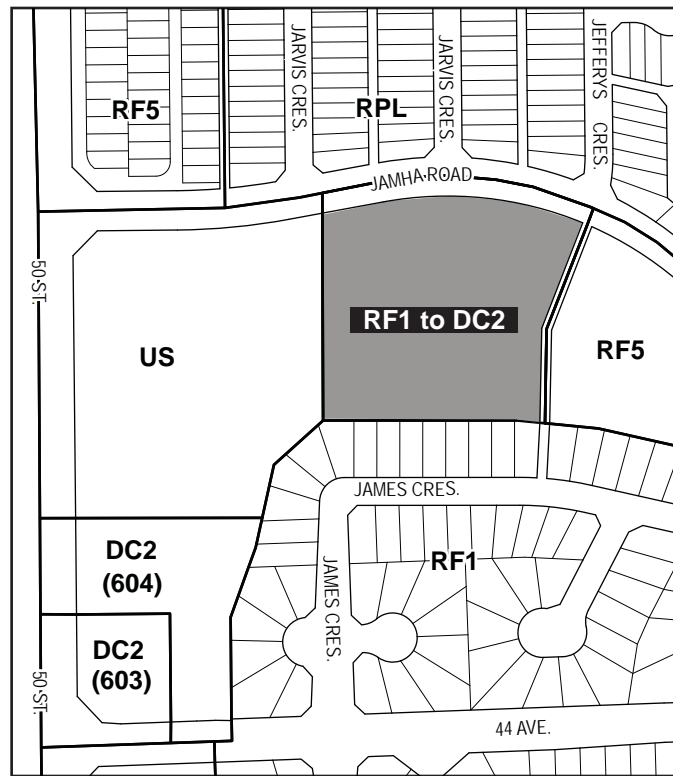 JARVIS CRES.
JARVIS CRES.
JEFFERYS CRES.
RF5
RPL
JAMHA ROAD
50 ST.
RF1 to DC2
US
RF5
JAMES CRES.
DC2
(604)
RF1
JAMES CRES.
DC2
(603)
50 ST.
44 AVE.